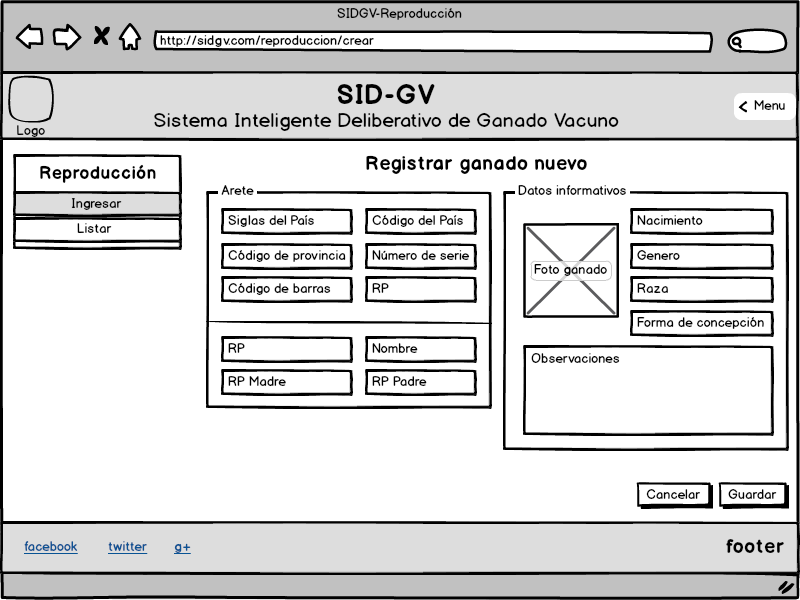 SIDGV-Reproducción
http://sidgv.com/reproduccion/crear
SID-GV
Sistema Inteligente Deliberativo de Ganado Vacuno
Logo
Menu
Reproducción
Ingresar
Listar
Registrar ganado nuevo
Arete
Siglas del País
Código del País
Código de provincia
Número de serie
Código de barras
RP
RP
Nombre
RP Madre
RP Padre
Datos informativos
Foto ganado
Nacimiento
Genero
Raza
Forma de concepción
Observaciones
Cancelar
Guardar
facebook
twitter
g+
footer